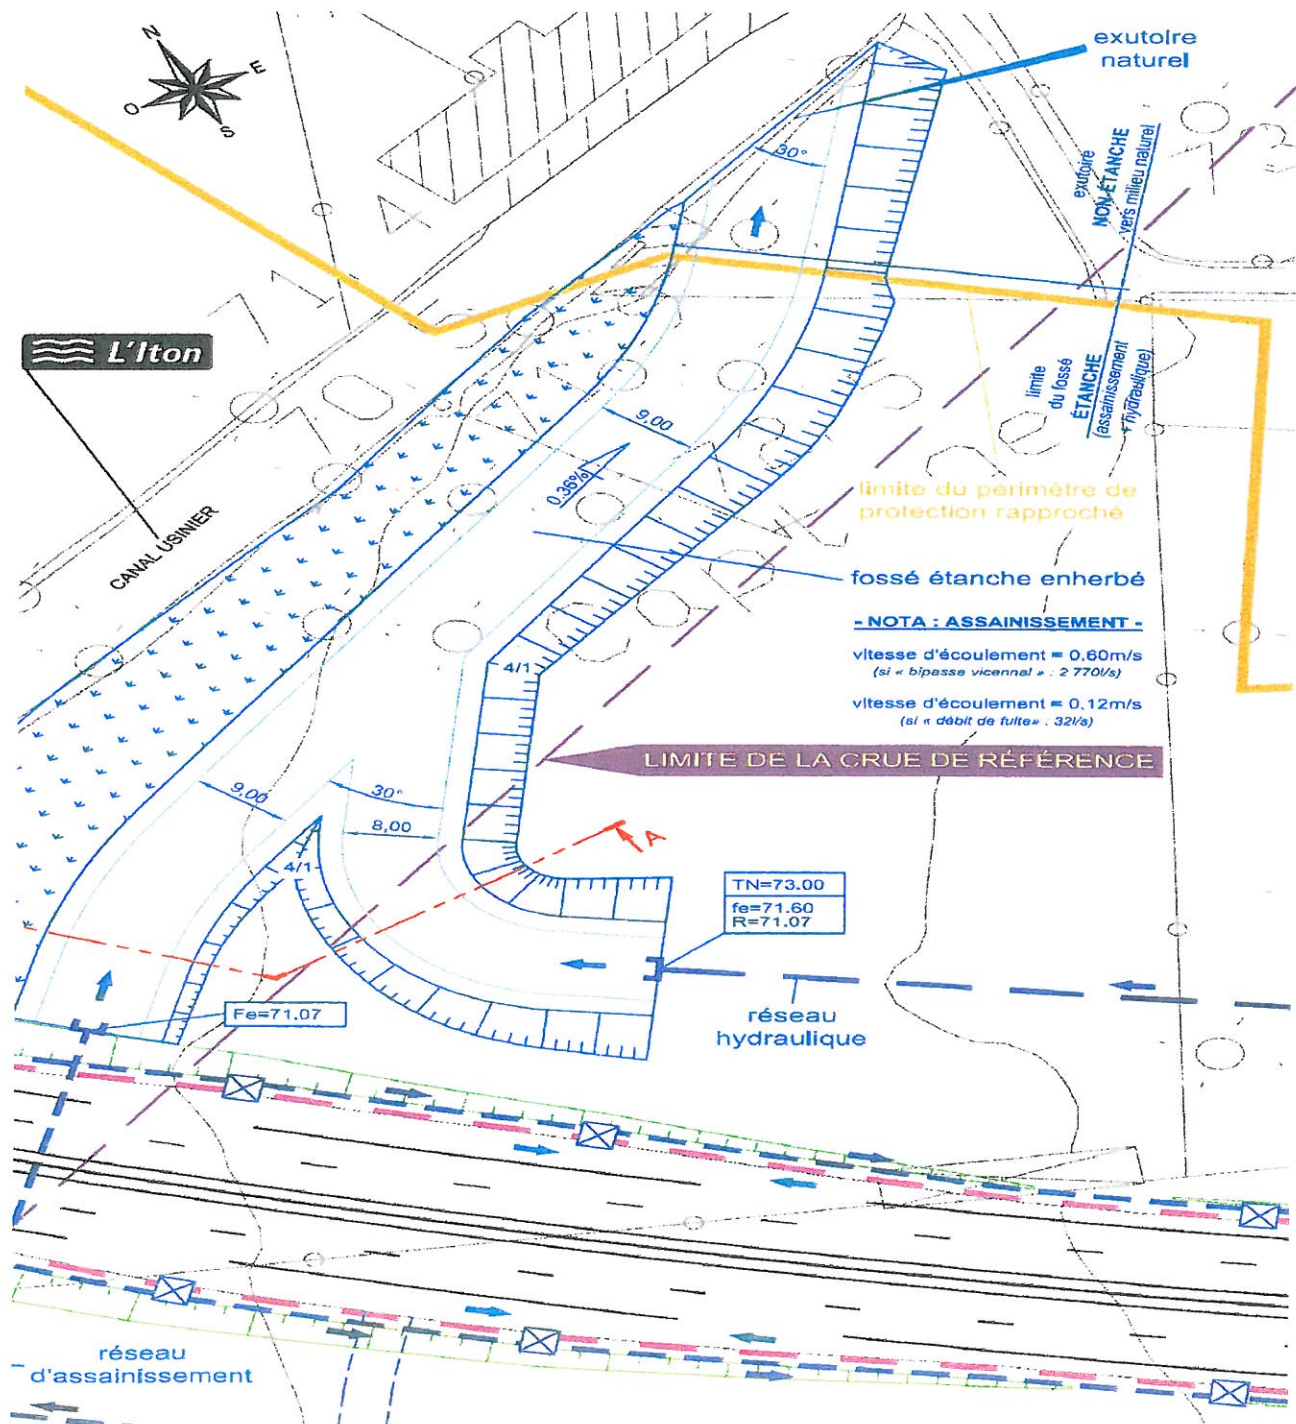 exutoire
naturel
N
E
O
S
30°
exutoire
NON-ÉTANCHE
vers milieu naturel
L'Iton
limite
du fossé
ÉTANCHE
(assainissement
+ hydraulique)
9,00
0.36%
limite du périmètre de
protection rapproché
CANAL USINIER
fossé étanche enherbé
- NOTA : ASSAINISSEMENT -
vitesse d'écoulement = 0,60m/s
(si « bipasse vicennal » : 2 770l/s)
4/1
vitesse d'écoulement = 0,12m/s
(si « débit de fuite» : 32l/s)
LIMITE DE LA CRUE DE RÉFÉRENCE
9,00
30°
8,00
A
4/1
TN=73.00
fe=71.60
R=71.07
Fe=71.07
réseau
hydraulique
réseau
d'assainissement